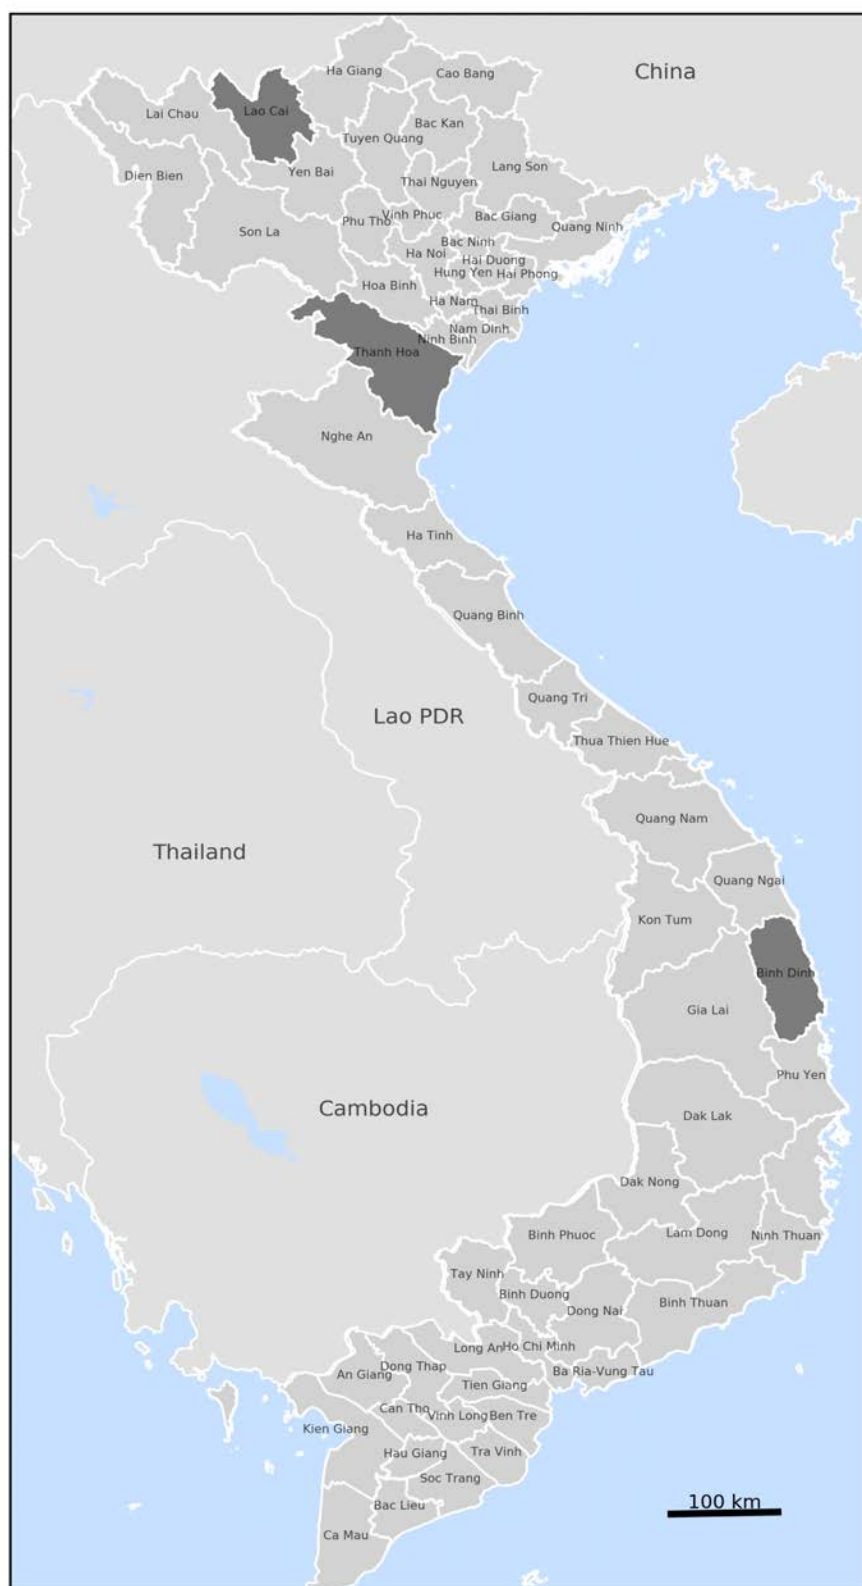 Ha Giang
Cao Bang
China
Lai Chau
Lao Cai
Bac Kan
Tuyen Quang
Lang Son
Dien Bien
Yen Bai
Thai Nguyen
Phu Tho
Vinh Phuc
Bac Giang
Quang Ninh
Son La
Ha Noi
Bac Ninh
Hai Duong
Hung Yen
Hai Phong
Hoa Binh
Ha Nam
Thai Binh
Nam Dinh
Ninh Binh
Thanh Hoa
Nghe An
Ha Tinh
Quang Binh
Quang Tri
Lao PDR
Thua Thien Hue
Quang Nam
Thailand
Quang Ngai
Kon Tum
Binh Dinh
Gia Lai
Phu Yen
Cambodia
Dak Lak
Dak Nong
Binh Phuoc
Lam Dong
Ninh Thuan
Tay Ninh
Binh Duong
Dong Nai
Binh Thuan
Long An
Ho Chi Minh
Dong Thap
An Giang
Ba Ria-Vung Tau
Tien Giang
Can Tho
Vinh Long
Ben Tre
Kien Giang
Hau Giang
Tra Vinh
Soc Trang
Bac Lieu
Ca Mau
100 km